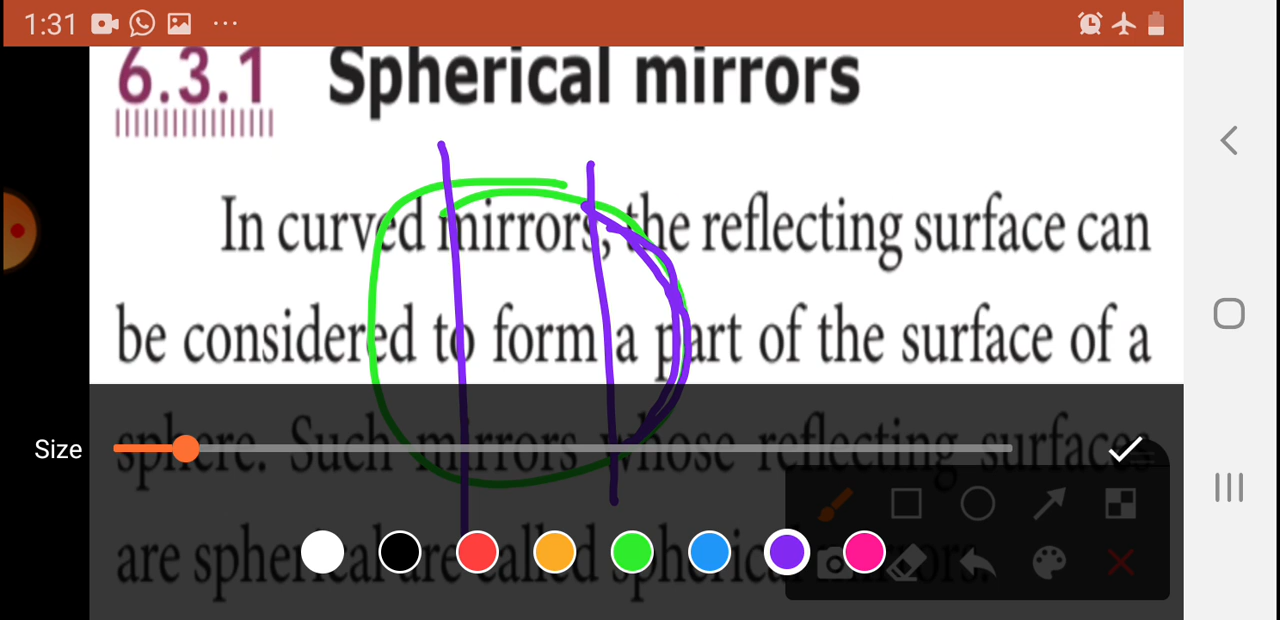 1:31
6.3.1 Spherical mirrors
In curved mirrors, the reflecting surface can
be considered to form a part of the surface of a
sphere. Such mirrors whose reflecting surfaces
Size
are spherical are called spherical mirrors.